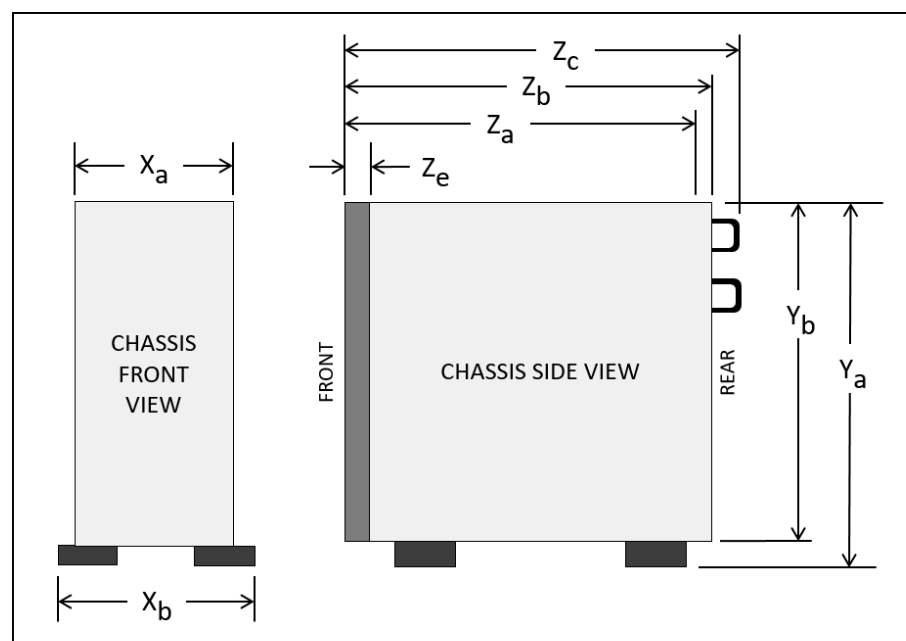 Zc
Zb
Za
Xa
Ze
CHASSIS
FRONT
VIEW
FRONT
CHASSIS SIDE VIEW
REAR
Yb
Ya
Xb